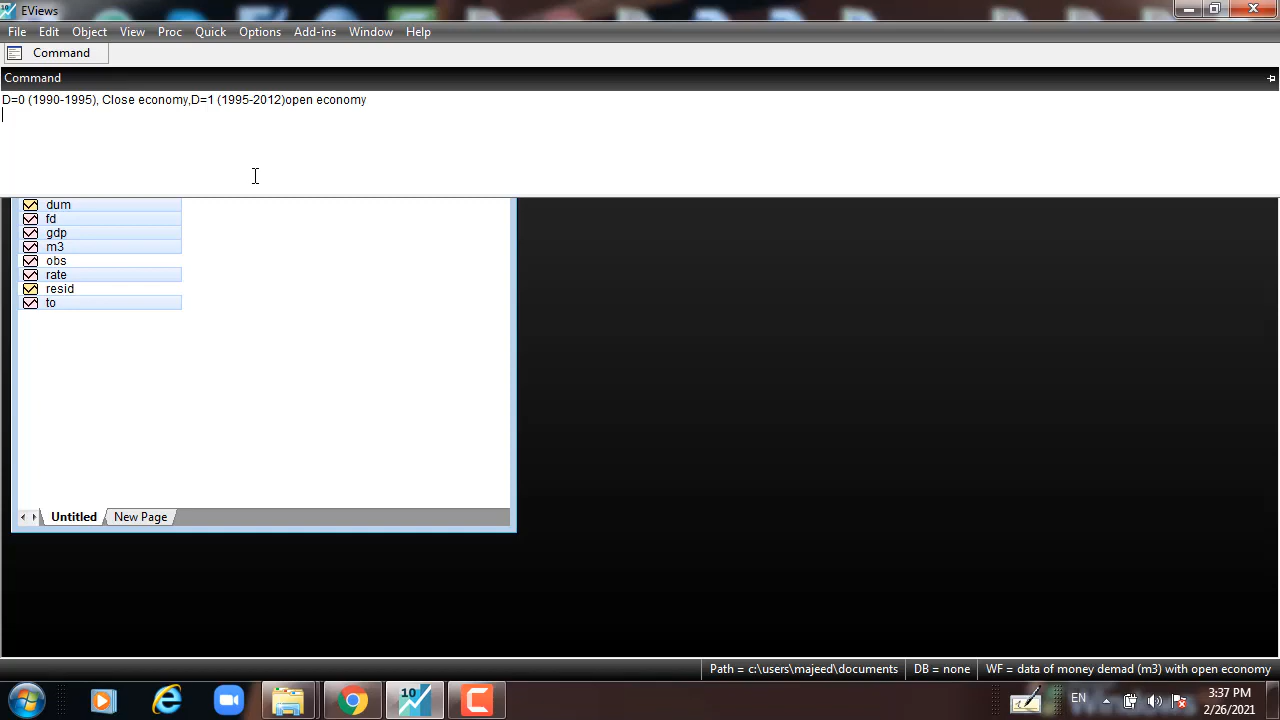 EViews
File Edit Object View Proc Quick Options Add-ins Window Help
Command
Command
D=0 (1990-1995), Close economy,D=1 (1995-2012)open economy
dum
fd
gdp
m3
obs
rate
resid
to
Untitled New Page
Path = c:\users\majeed\documents DB = none WF = data of money demad (m3) with open economy
10
EN
3:37 PM
2/26/2021